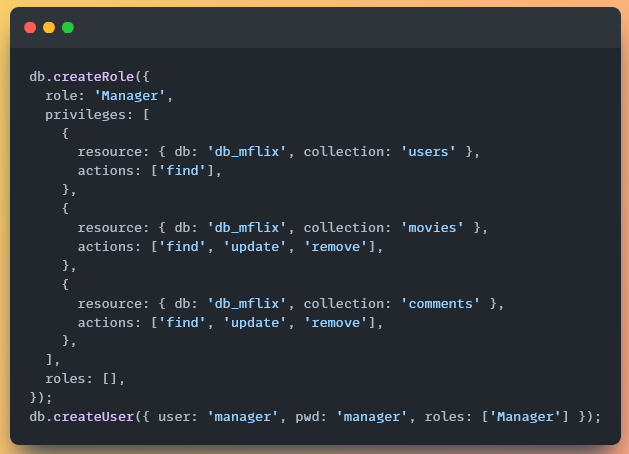 db.createRole({
  role: 'Manager',
  privileges: [
    {
      resource: { db: 'db_mflix', collection: 'users' },
      actions: ['find'],
    },
    {
      resource: { db: 'db_mflix', collection: 'movies' },
      actions: ['find', 'update', 'remove'],
    },
    {
      resource: { db: 'db_mflix', collection: 'comments' },
      actions: ['find', 'update', 'remove'],
    },
  ],
  roles: [],
});
db.createUser({ user: 'manager', pwd: 'manager', roles: ['Manager'] });